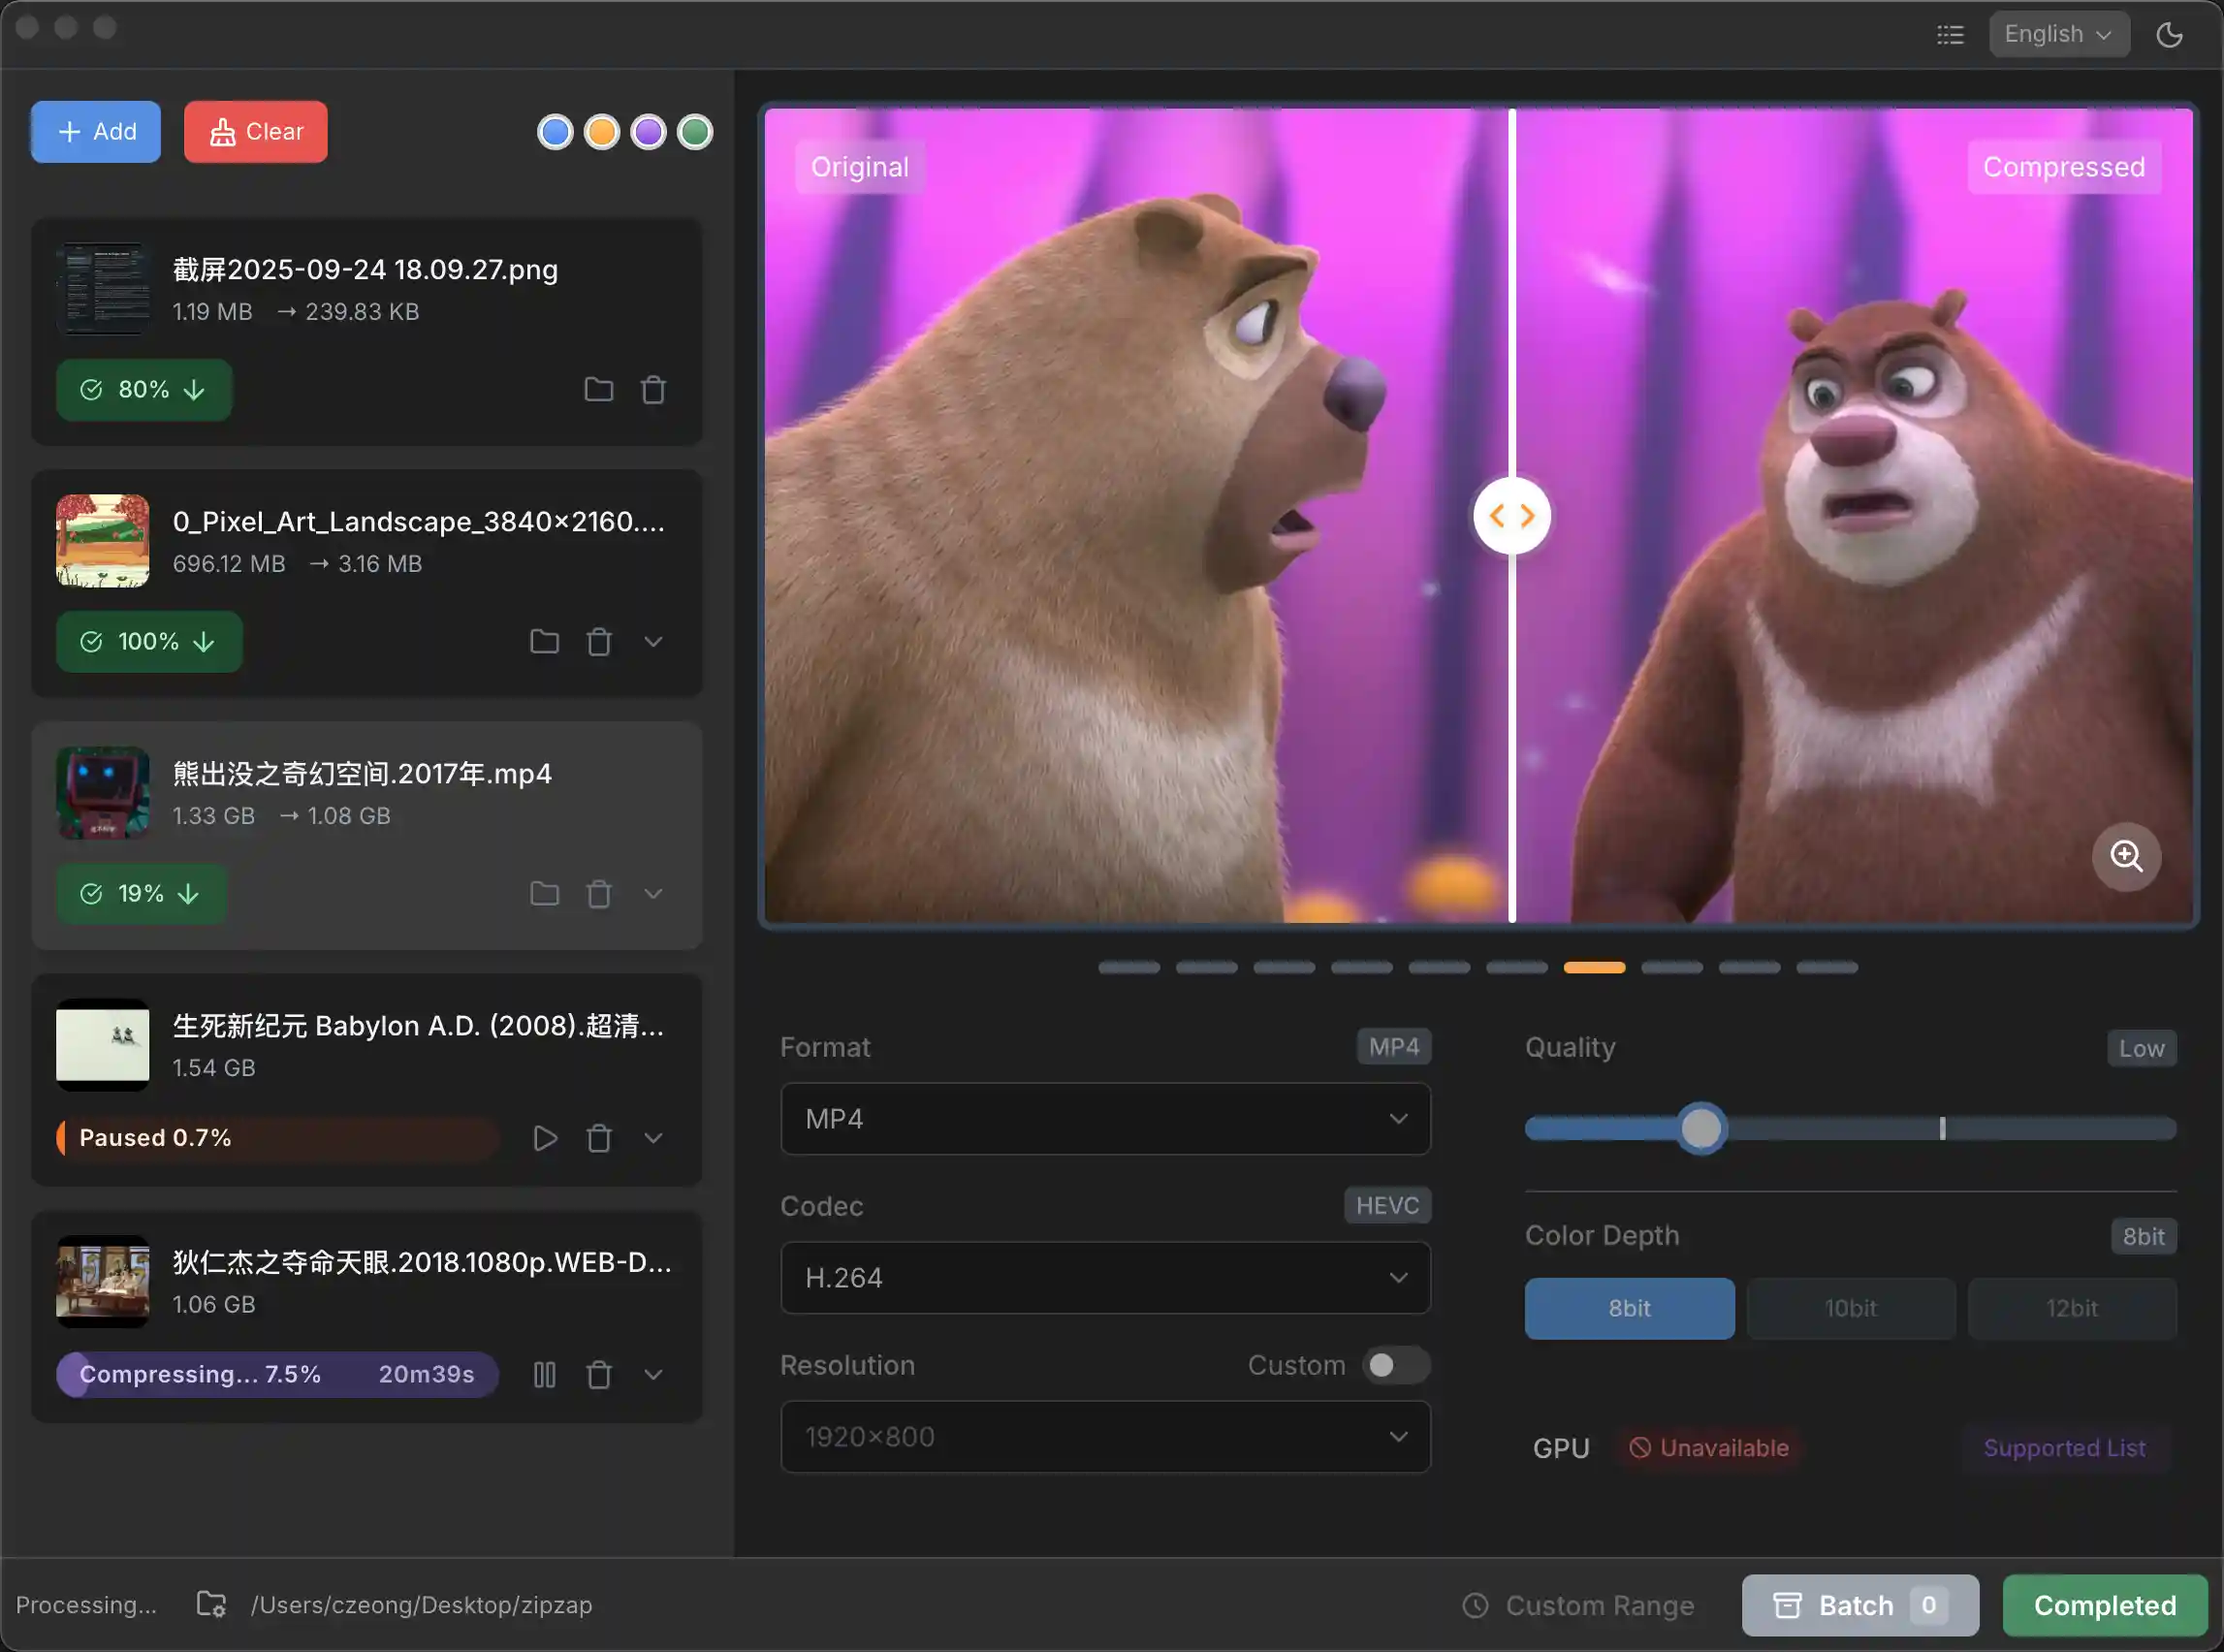 English
Add
Clear
截屏2025-09-24 18.09.27.png
1.19 MB → 239.83 KB
80%
0_Pixel_Art_Landscape_3840×2160....
696.12 MB → 3.16 MB
100%
熊出没之奇幻空间.2017年.mp4
1.33 GB → 1.08 GB
19%
生死新纪元 Babylon A.D. (2008).超清...
1.54 GB
Paused 0.7%
狄仁杰之夺命天眼.2018.1080p.WEB-D...
1.06 GB
Compressing... 7.5% 20m39s
Original
Compressed
Format MP4
MP4
Codec HEVC
H.264
Resolution Custom
1920×800
Quality Low
Color Depth 8bit
8bit 10bit 12bit
GPU Unavailable Supported List
Processing... /Users/czeong/Desktop/zipzap
Custom Range
Batch 0
Completed